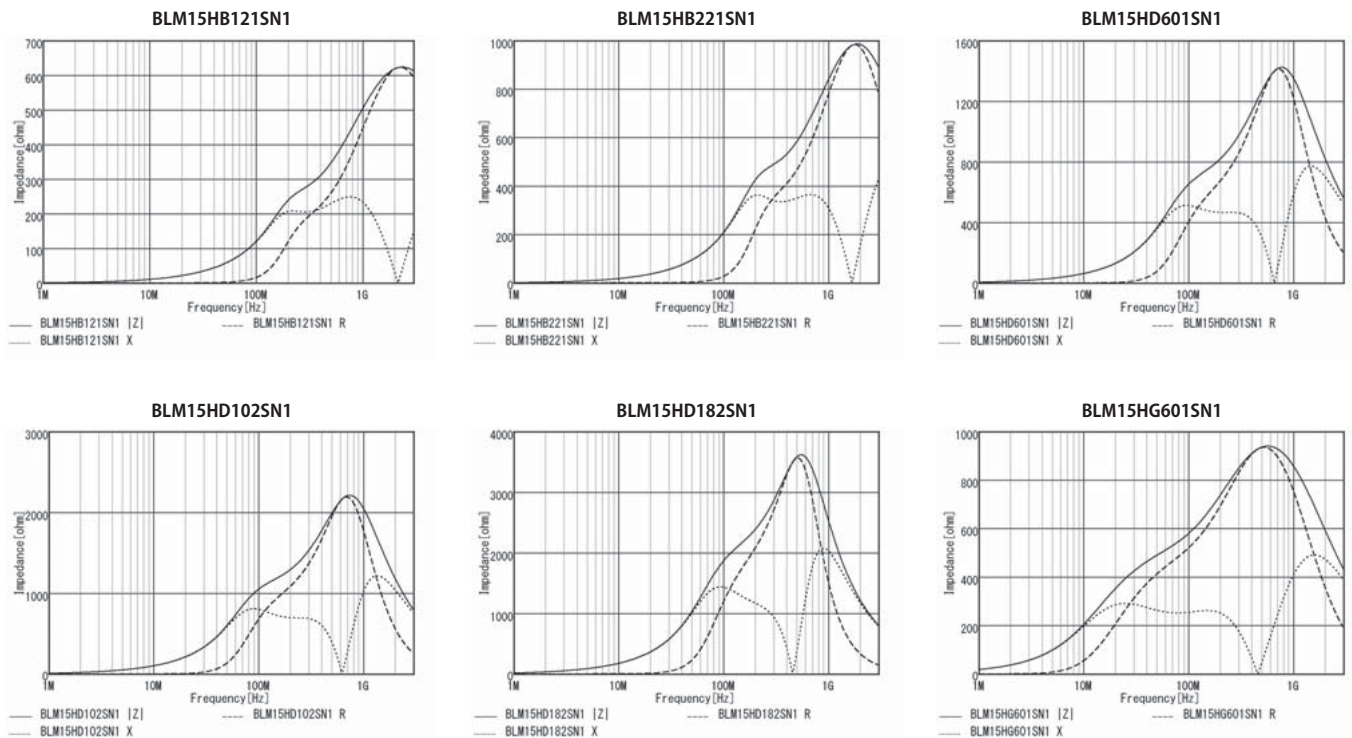 BLM15HB121SN1
700
600
500
400
300
200
100
0
Impedance[ohm]
1M 10M 100M 1G
Frequency[Hz]
BLM15HB121SN1 |Z| BLM15HB121SN1 R
BLM15HB121SN1 X
BLM15HB221SN1
1000
800
600
400
200
0
Impedance[ohm]
1M 10M 100M 1G
Frequency[Hz]
BLM15HB221SN1 |Z| BLM15HB221SN1 R
BLM15HB221SN1 X
BLM15HD601SN1
1600
1200
800
400
0
Impedance[ohm]
1M 10M 100M 1G
Frequency[Hz]
BLM15HD601SN1 |Z| BLM15HD601SN1 R
BLM15HD601SN1 X
BLM15HD102SN1
3000
2000
1000
0
Impedance[ohm]
1M 10M 100M 1G
Frequency[Hz]
BLM15HD102SN1 |Z| BLM15HD102SN1 R
BLM15HD102SN1 X
BLM15HD182SN1
4000
3000
2000
1000
0
Impedance[ohm]
1M 10M 100M 1G
Frequency[Hz]
BLM15HD182SN1 |Z| BLM15HD182SN1 R
BLM15HD182SN1 X
BLM15HG601SN1
1000
800
600
400
200
0
Impedance[ohm]
1M 10M 100M 1G
Frequency[Hz]
BLM15HG601SN1 |Z| BLM15HG601SN1 R
BLM15HG601SN1 X